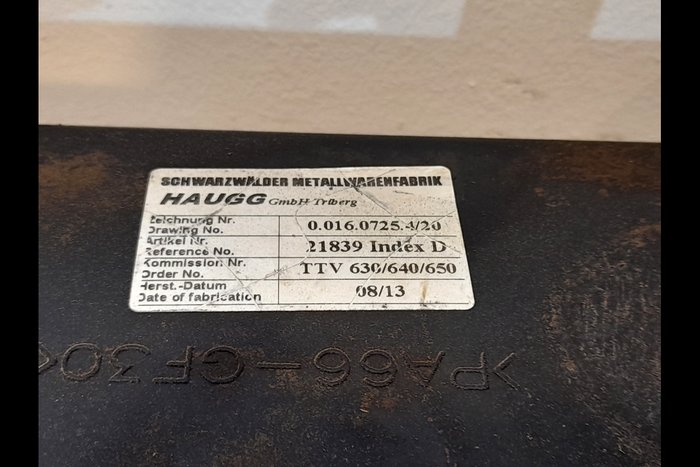 SCHWARZWÄLDER METALLWARENFABRIK
HAUGG GmbH Triberg
Zeichnung Nr.
Drawing No. 0.016.0725.4/20
Artikel Nr.
Reference No. 21839 Index D
Kommission Nr.
Order No. TTV 630/640/650
Herst.-Datum
Date of fabrication 08/13
>PA66-GF30<